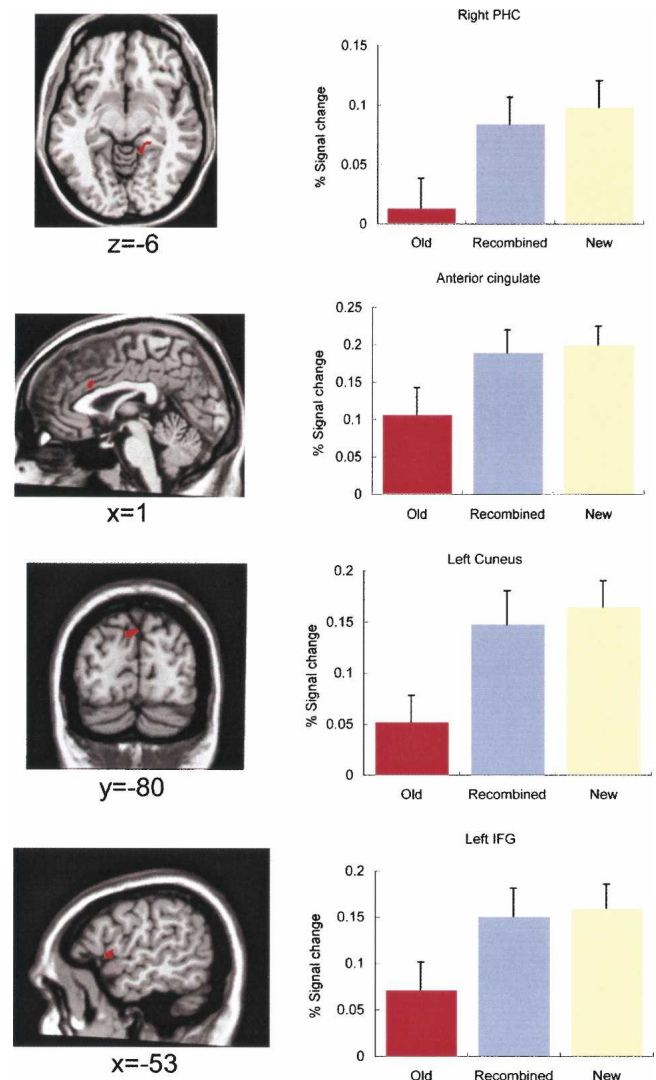 Right PHC
% Signal change
0.15
0.1
0.05
0
Old Recombined New
z=-6
Anterior cingulate
% Signal change
0.25
0.2
0.15
0.1
0.05
0
Old Recombined New
x=1
Left Cuneus
% Signal change
0.2
0.15
0.1
0.05
0
Old Recombined New
y=-80
Left IFG
% Signal change
0.2
0.15
0.1
0.05
0
Old Recombined New
x=-53